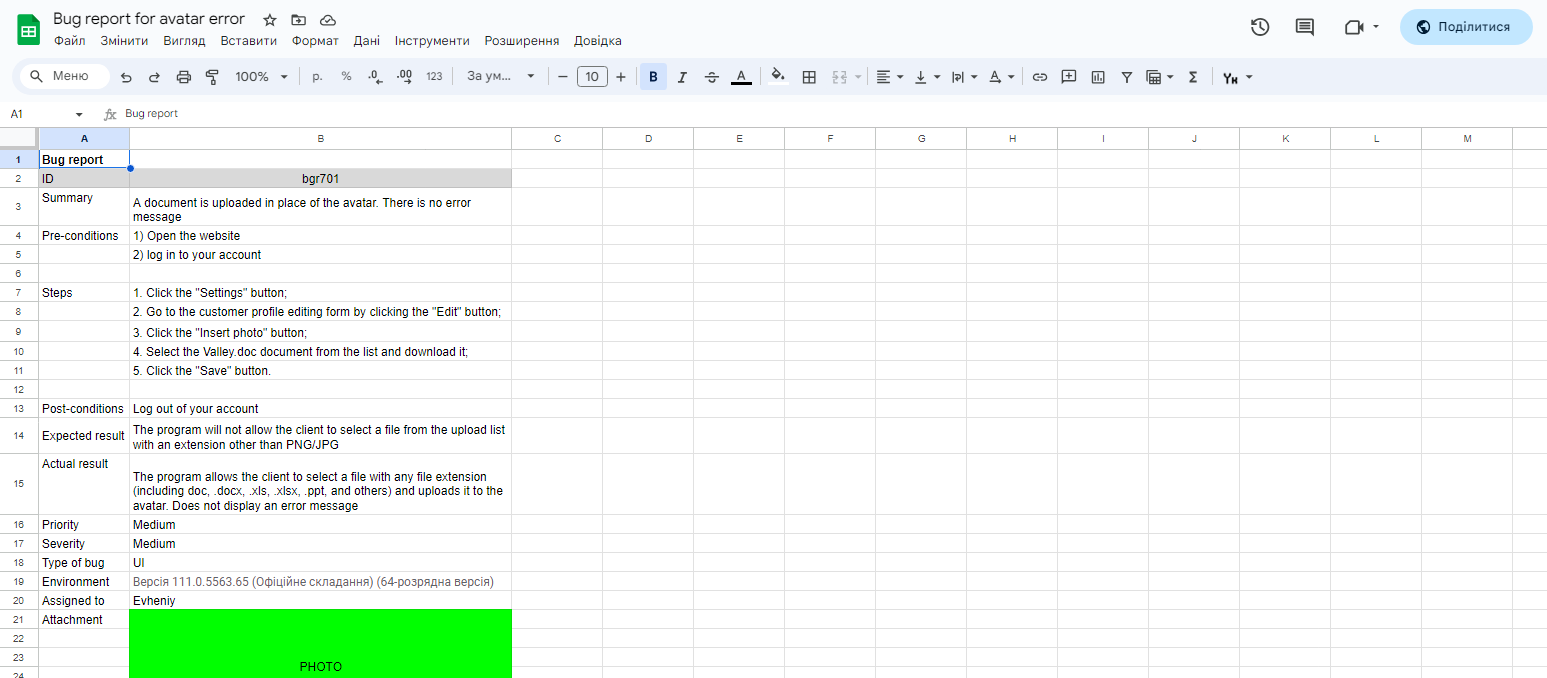 Bug report for avatar error
Файл Змінити Вигляд Вставити Формат Дані Інструменти Розширення Довідка
Поділитися
Меню 100% р. % .0 .00 123 За ум... 10 B I S A Σ
A1 fx Bug report
A B C D E F G H I J K L M
1 Bug report
2 ID bgr701
3 Summary A document is uploaded in place of the avatar. There is no error
message
4 Pre-conditions 1) Open the website
5 2) log in to your account
6
7 Steps 1. Click the "Settings" button;
8 2. Go to the customer profile editing form by clicking the "Edit" button;
9 3. Click the "Insert photo" button;
10 4. Select the Valley.doc document from the list and download it;
11 5. Click the "Save" button.
12
13 Post-conditions Log out of your account
14 Expected result The program will not allow the client to select a file from the upload list
with an extension other than PNG/JPG
15 Actual result The program allows the client to select a file with any file extension
(including doc, .docx, .xls, .xlsx, .ppt, and others) and uploads it to the
avatar. Does not display an error message
16 Priority Medium
17 Severity Medium
18 Type of bug UI
19 Environment Версія 111.0.5563.65 (Офіційне складання) (64-розрядна версія)
20 Assigned to Evheniy
21 Attachment
22
23 PHOTO
24